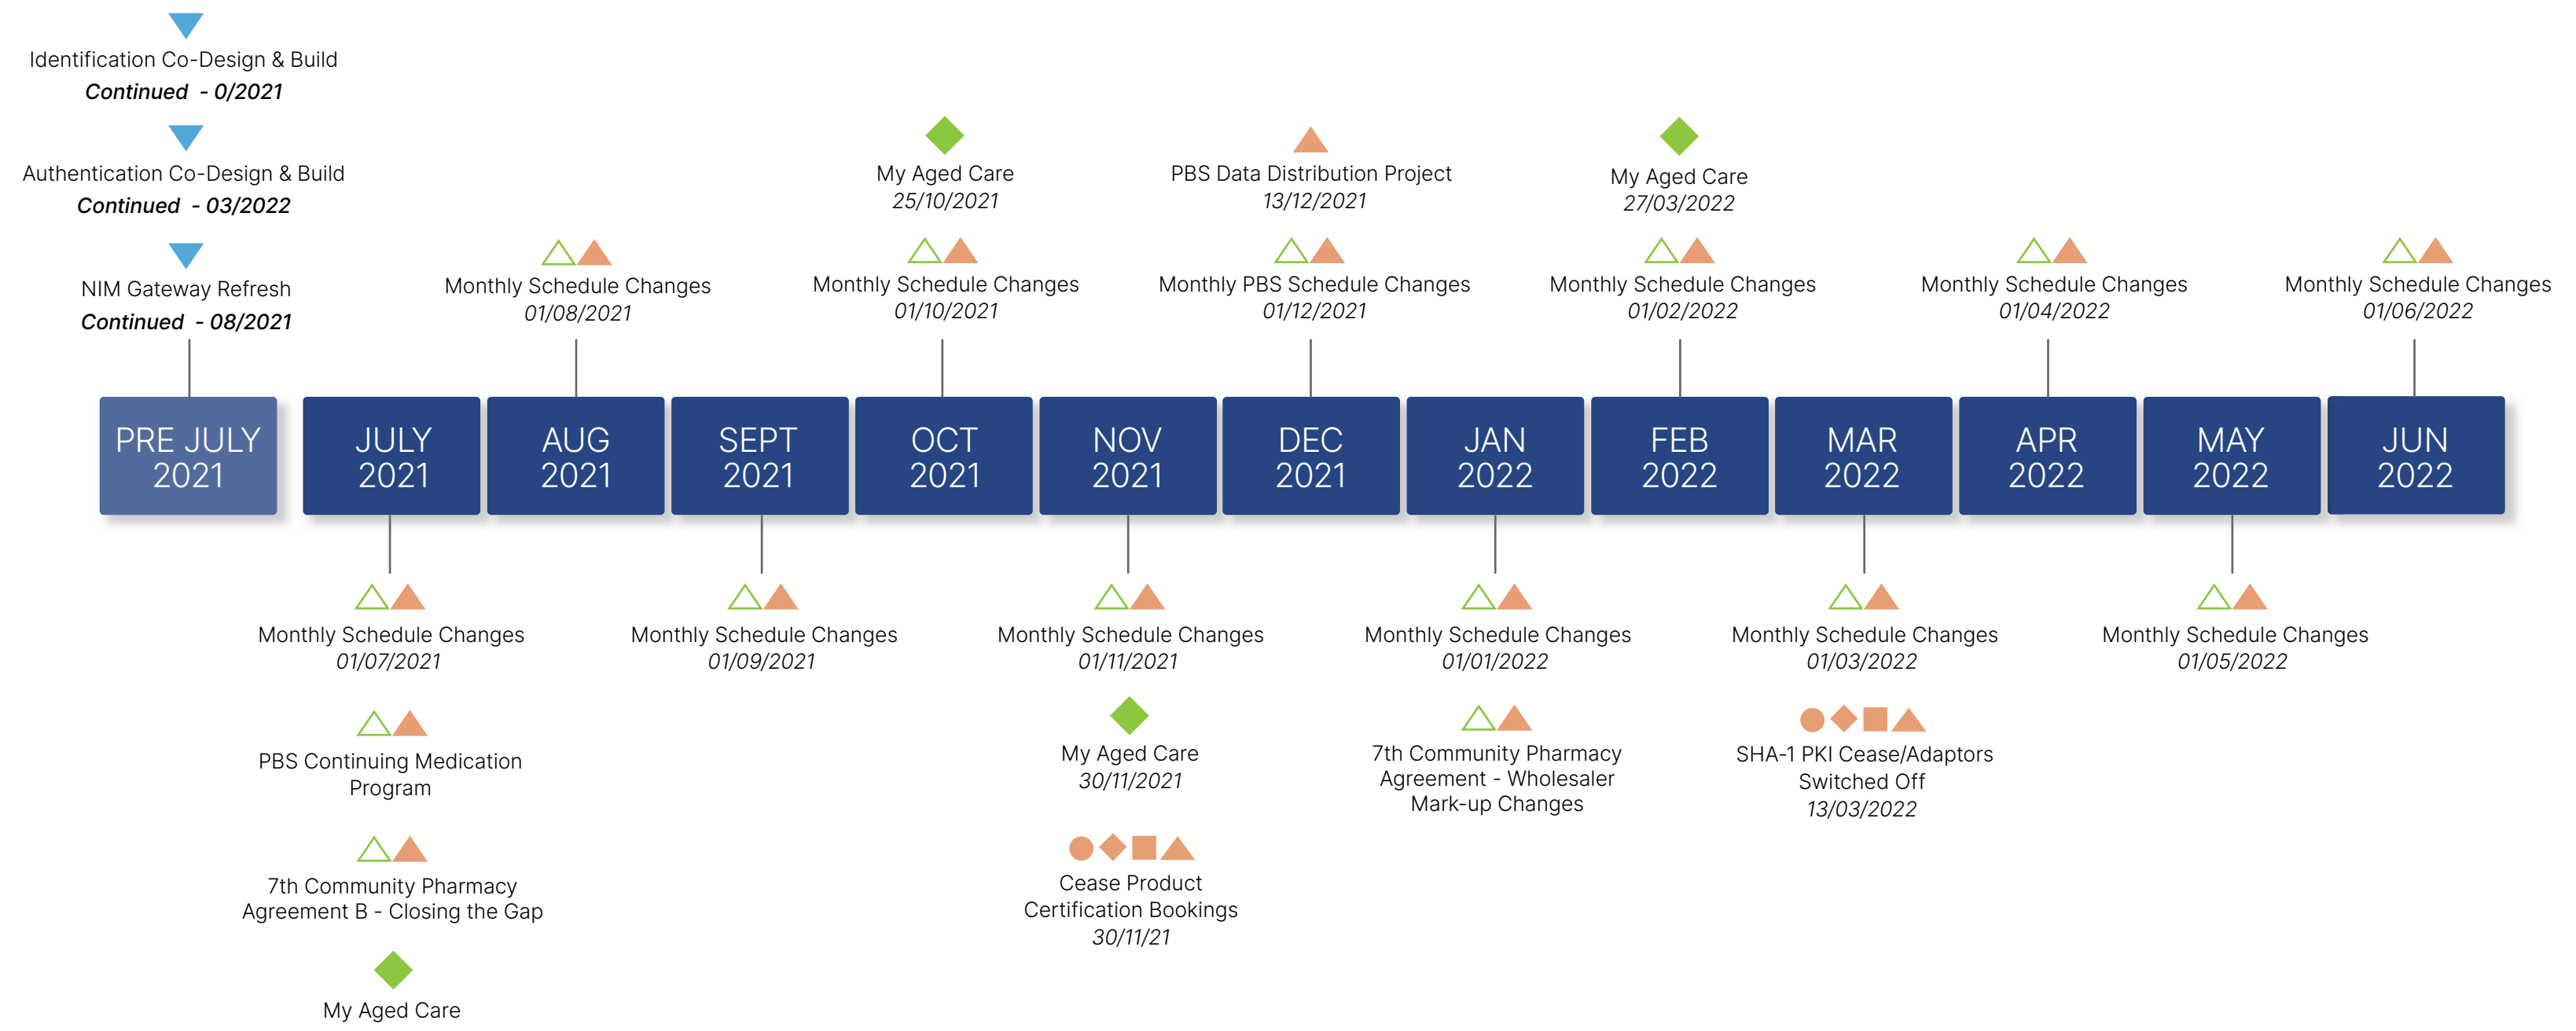 Identification Co-Design & Build
Continued - 0/2021
Authentication Co-Design & Build
Continued - 03/2022
NIM Gateway Refresh
Continued - 08/2021
Monthly Schedule Changes
01/08/2021
My Aged Care
25/10/2021
Monthly Schedule Changes
01/10/2021
PBS Data Distribution Project
13/12/2021
Monthly PBS Schedule Changes
01/12/2021
My Aged Care
27/03/2022
Monthly Schedule Changes
01/02/2022
Monthly Schedule Changes
01/04/2022
Monthly Schedule Changes
01/06/2022
PRE JULY
2021
JULY
2021
AUG
2021
SEPT
2021
OCT
2021
NOV
2021
DEC
2021
JAN
2022
FEB
2022
MAR
2022
APR
2022
MAY
2022
JUN
2022
Monthly Schedule Changes
01/07/2021
PBS Continuing Medication
Program
7th Community Pharmacy
Agreement B - Closing the Gap
My Aged Care
Monthly Schedule Changes
01/09/2021
Monthly Schedule Changes
01/11/2021
My Aged Care
30/11/2021
Cease Product
Certification Bookings
30/11/21
Monthly Schedule Changes
01/01/2022
7th Community Pharmacy
Agreement - Wholesaler
Mark-up Changes
Monthly Schedule Changes
01/03/2022
SHA-1 PKI Cease/Adaptors
Switched Off
13/03/2022
Monthly Schedule Changes
01/05/2022